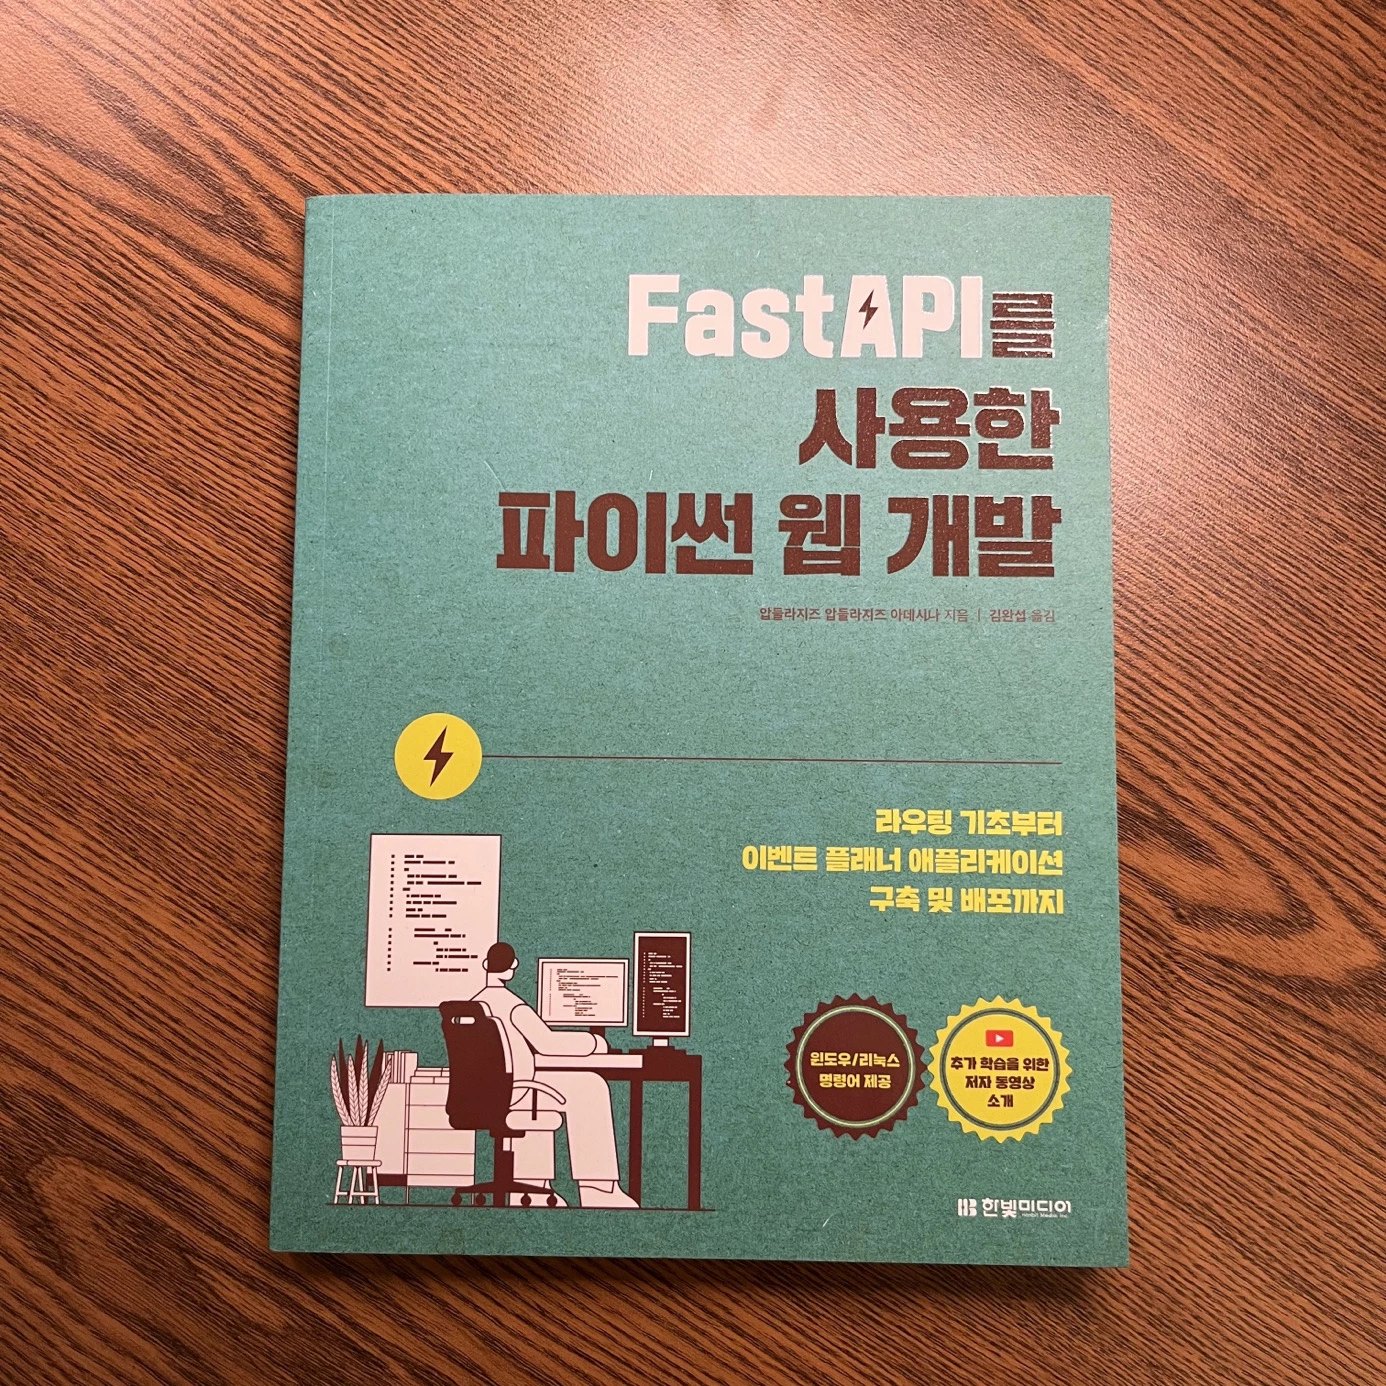 FastAPI를
사용한
파이썬 웹 개발
압둘라지즈 압둘라지즈 아데시나 지음 | 김완섭 옮김
라우팅 기초부터
이벤트 플래너 애플리케이션
구축 및 배포까지
윈도우/리눅스
명령어 제공
추가 학습을 위한
저자 동영상
소개
한빛미디어
Hanbit Media, Inc.